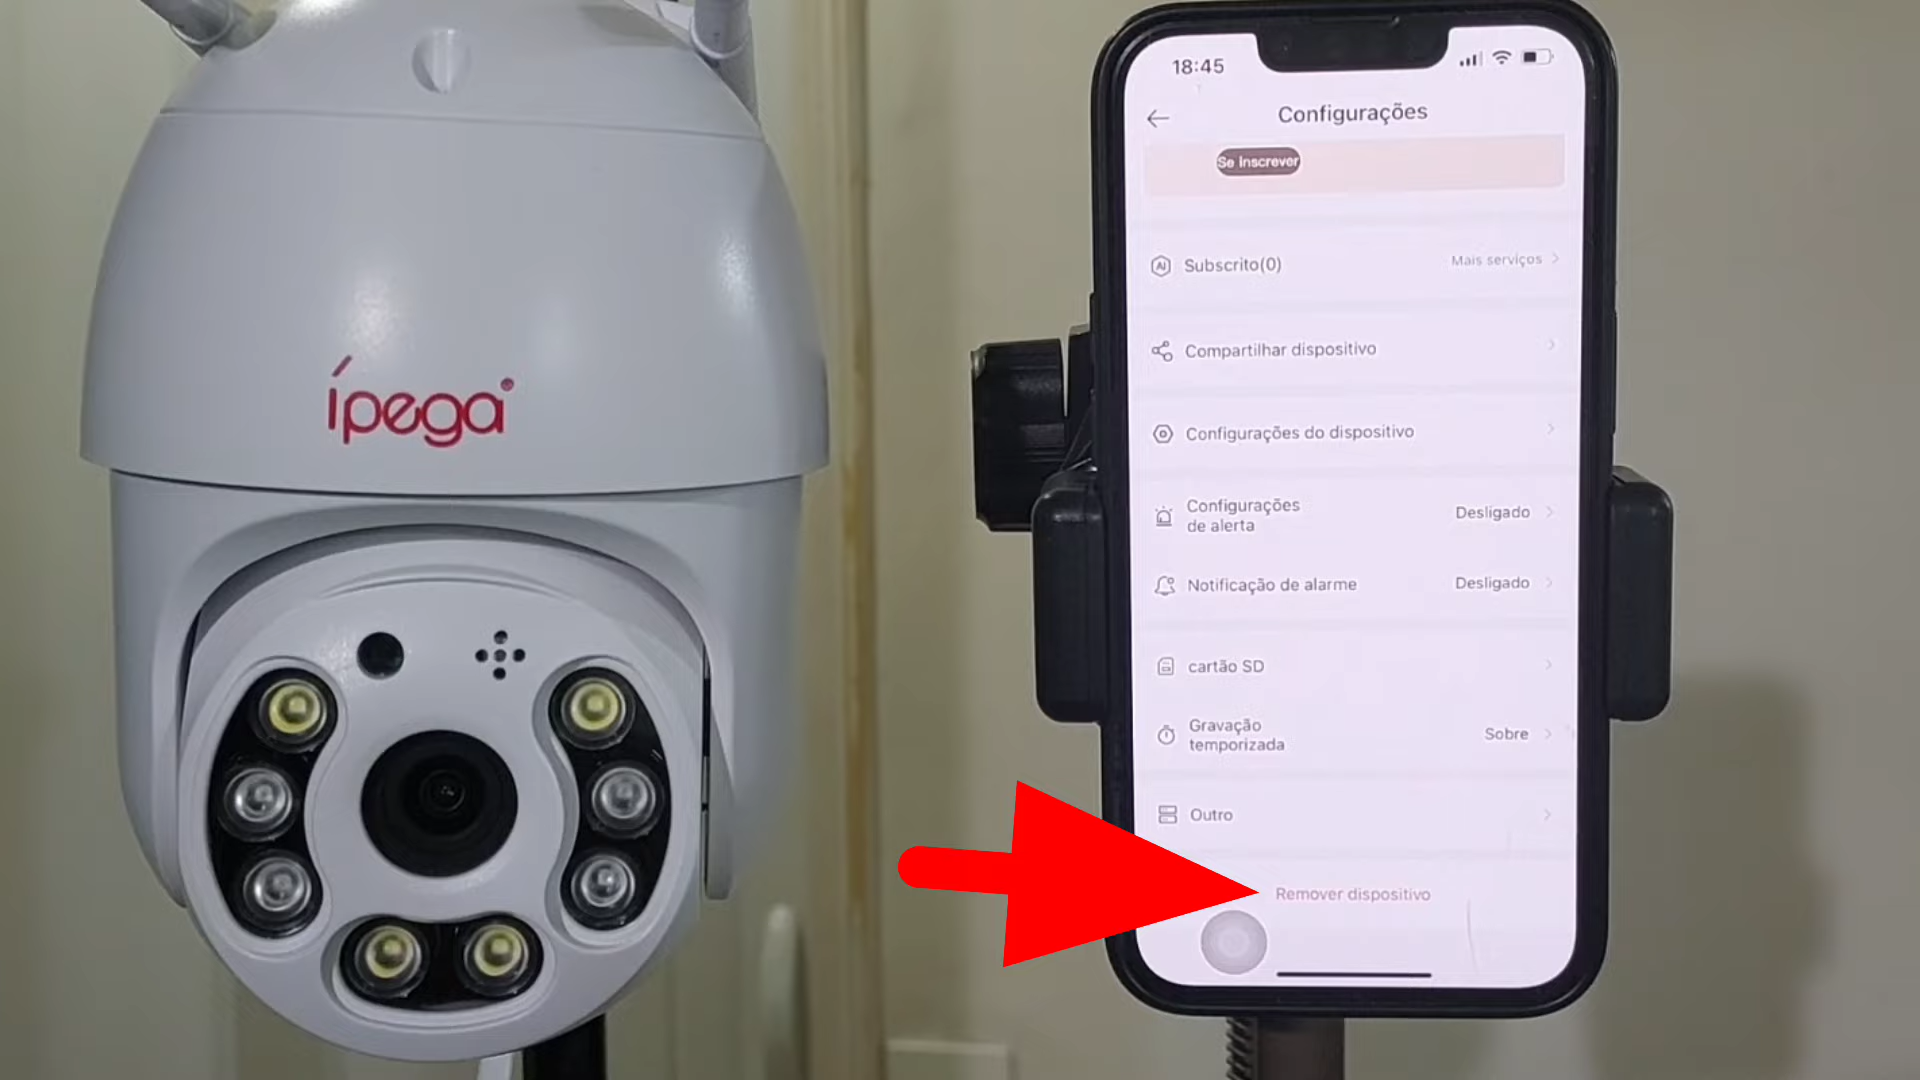 ípega
18:45
Configurações
Se Inscrever
Subscrito(0)
Mais serviços
Compartilhar dispositivo
Configurações do dispositivo
Configurações
de alerta
Desligado
Notificação de alarme
Desligado
cartão SD
Gravação
temporizada
Sobre
Outro
Remover dispositivo